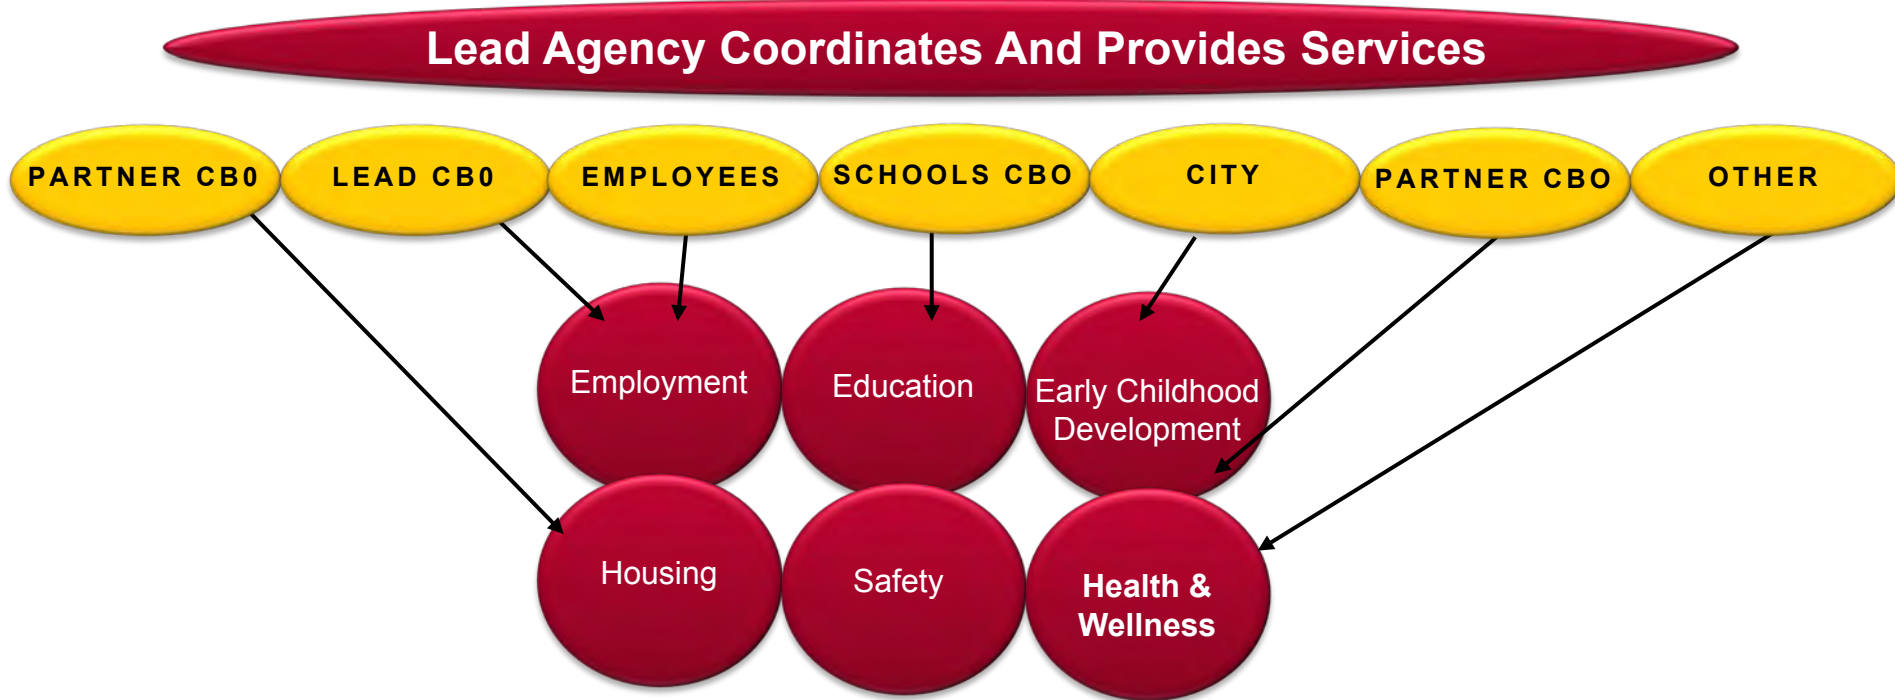 Lead Agency Coordinates And Provides Services
PARTNER CB0
LEAD CB0
EMPLOYEES
SCHOOLS CBO
CITY
PARTNER CBO
OTHER
Employment
Education
Early Childhood
Development
Housing
Safety
Health &
Wellness